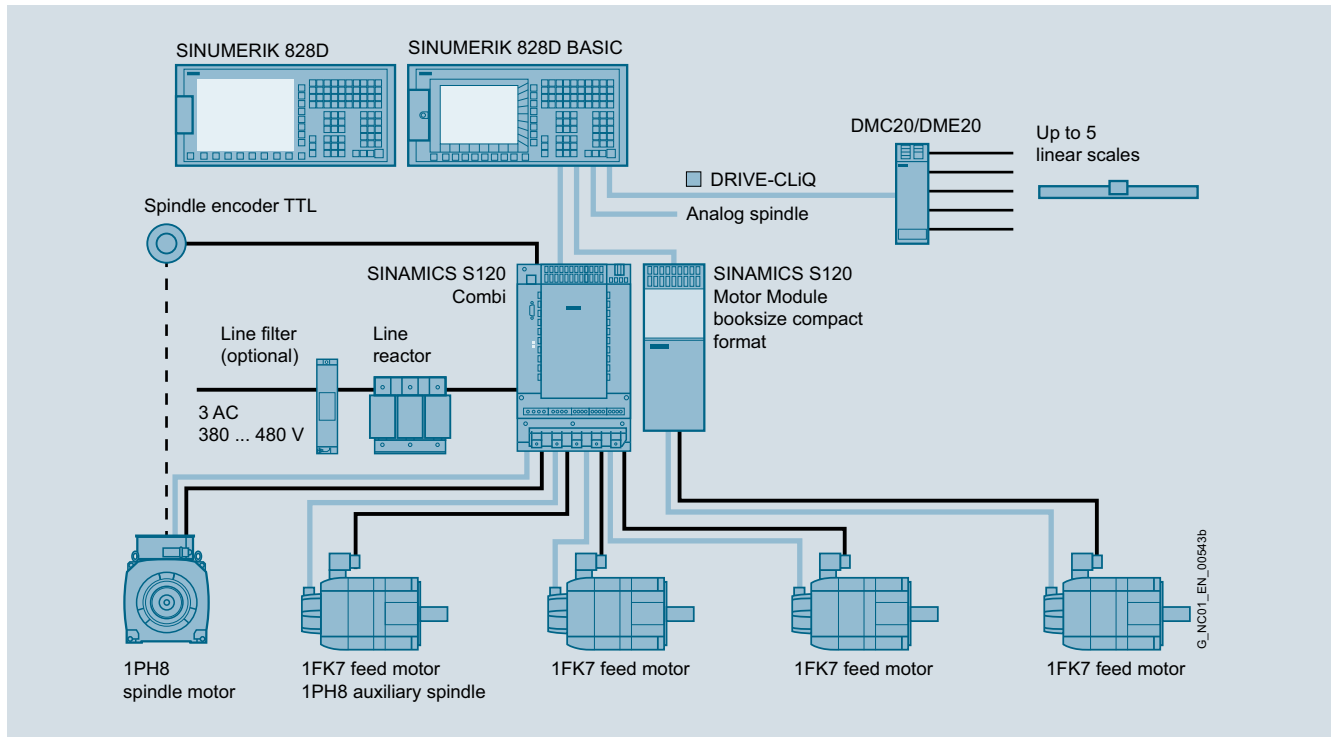 SINUMERIK 828D
SINUMERIK 828D BASIC
DMC20/DME20
Up to 5
linear scales
DRIVE-CLiQ
Analog spindle
Spindle encoder TTL
SINAMICS S120
Combi
SINAMICS S120
Motor Module
booksize compact
format
Line filter
(optional)
Line
reactor
3 AC
380 ... 480 V
G_NC01_EN_00543b
1PH8
spindle motor
1FK7 feed motor
1PH8 auxiliary spindle
1FK7 feed motor
1FK7 feed motor
1FK7 feed motor